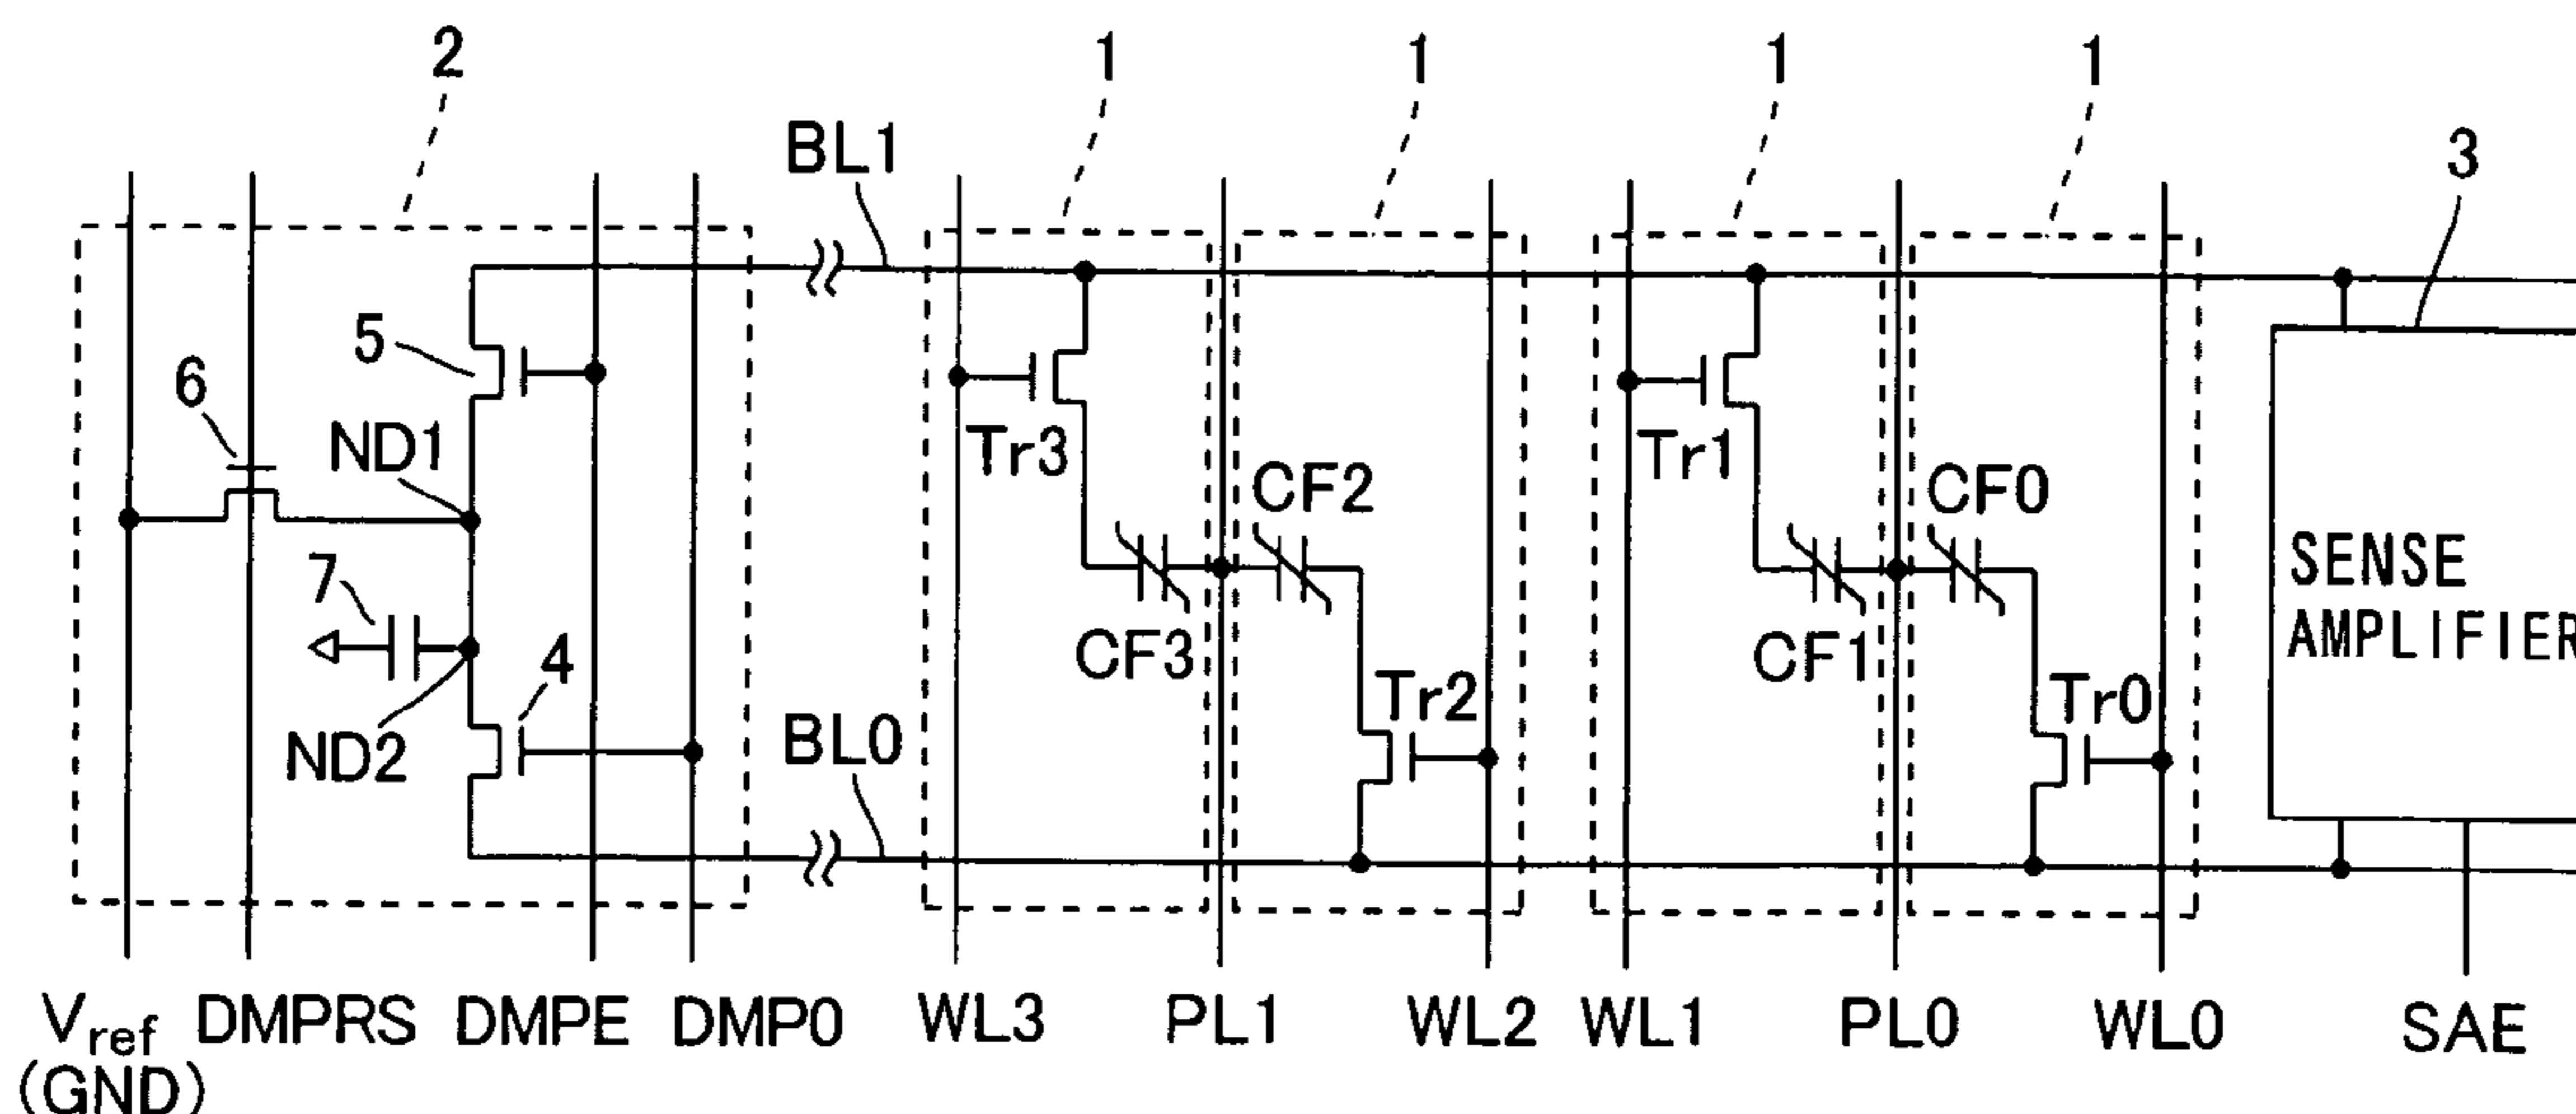 2
1
1
1
1
BL1
3
5
6
ND1
Tr3
CF2
Tr1
CF0
7
SENSE
AMPLIFIER
CF3
CF1
4
Tr2
Tr0
ND2
BL0
Vref
(GND)
DMPRS
DMPE
DMP0
WL3
PL1
WL2
WL1
PL0
WL0
SAE